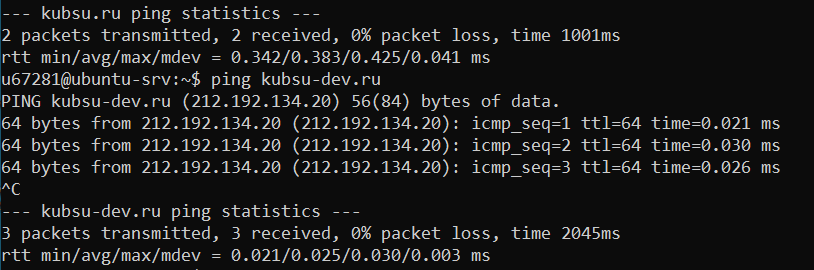 --- kubsu.ru ping statistics ---
2 packets transmitted, 2 received, 0% packet loss, time 1001ms
rtt min/avg/max/mdev = 0.342/0.383/0.425/0.041 ms
u67281@ubuntu-srv:~$ ping kubsu-dev.ru
PING kubsu-dev.ru (212.192.134.20) 56(84) bytes of data.
64 bytes from 212.192.134.20 (212.192.134.20): icmp_seq=1 ttl=64 time=0.021 ms
64 bytes from 212.192.134.20 (212.192.134.20): icmp_seq=2 ttl=64 time=0.030 ms
64 bytes from 212.192.134.20 (212.192.134.20): icmp_seq=3 ttl=64 time=0.026 ms
^C
--- kubsu-dev.ru ping statistics ---
3 packets transmitted, 3 received, 0% packet loss, time 2045ms
rtt min/avg/max/mdev = 0.021/0.025/0.030/0.003 ms